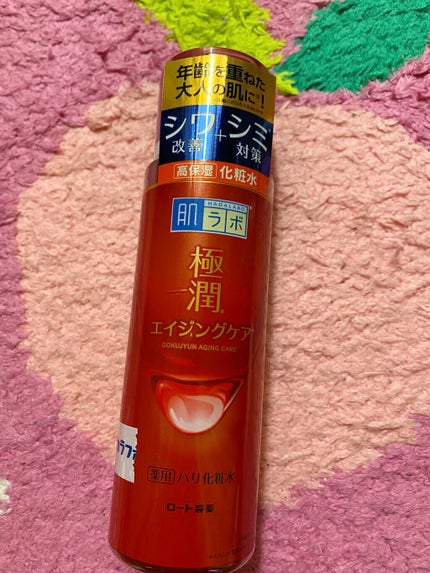 年齢を重ねた
大人の肌に※!
シワ+シミ
改善 対策
高保湿 化粧水
HADALABO
肌ラボ
極
潤
エイジングケア
GOKUJYUN AGING CARE
薬用 ハリ化粧水
ロート製薬